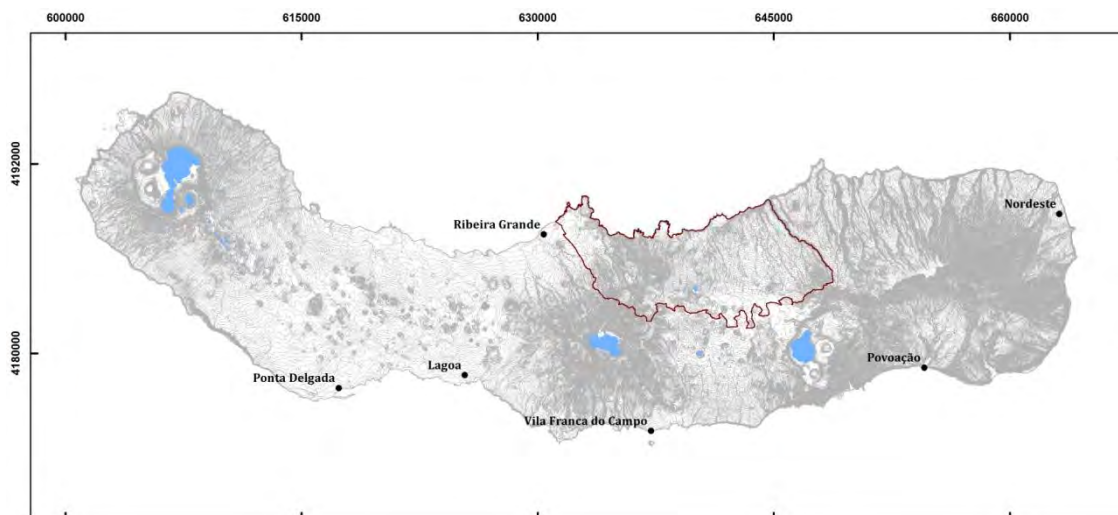 600000 615000 630000 645000 660000
4192000
Nordeste
Ribeira Grande
4180000
Povoação
Lagoa
Ponta Delgada
Vila Franca do Campo